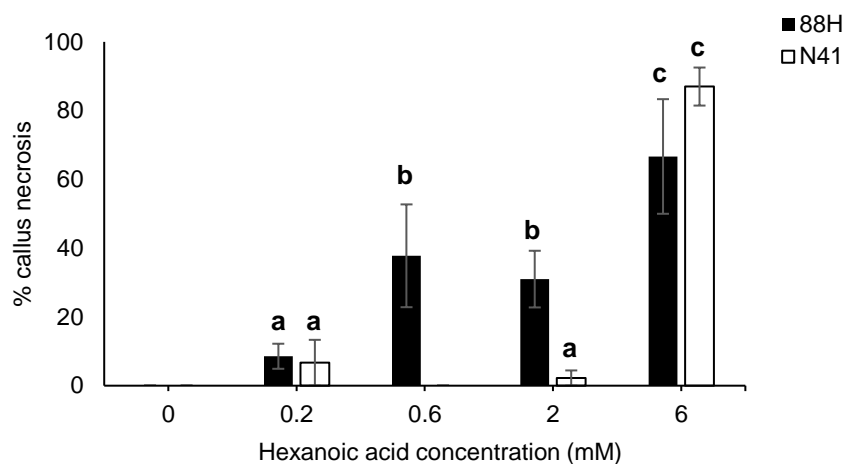 88H
N41
100
80
60
40
20
0
% callus necrosis
a
a
b
b
a
c
c
0
0.2
0.6
2
6
Hexanoic acid concentration (mM)